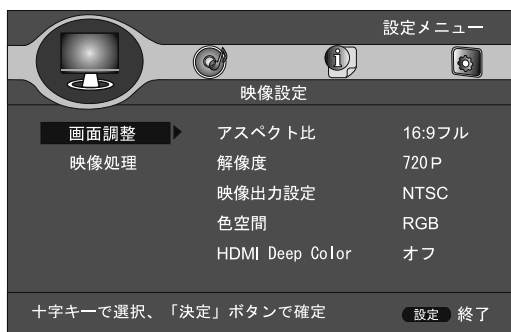 設定メニュー
映像設定
画面調整 アスペクト比 16:9フル
映像処理 解像度 720P
映像出力設定 NTSC
色空間 RGB
HDMI Deep Color オフ
十字キーで選択、「決定」ボタンで確定 設定 終了